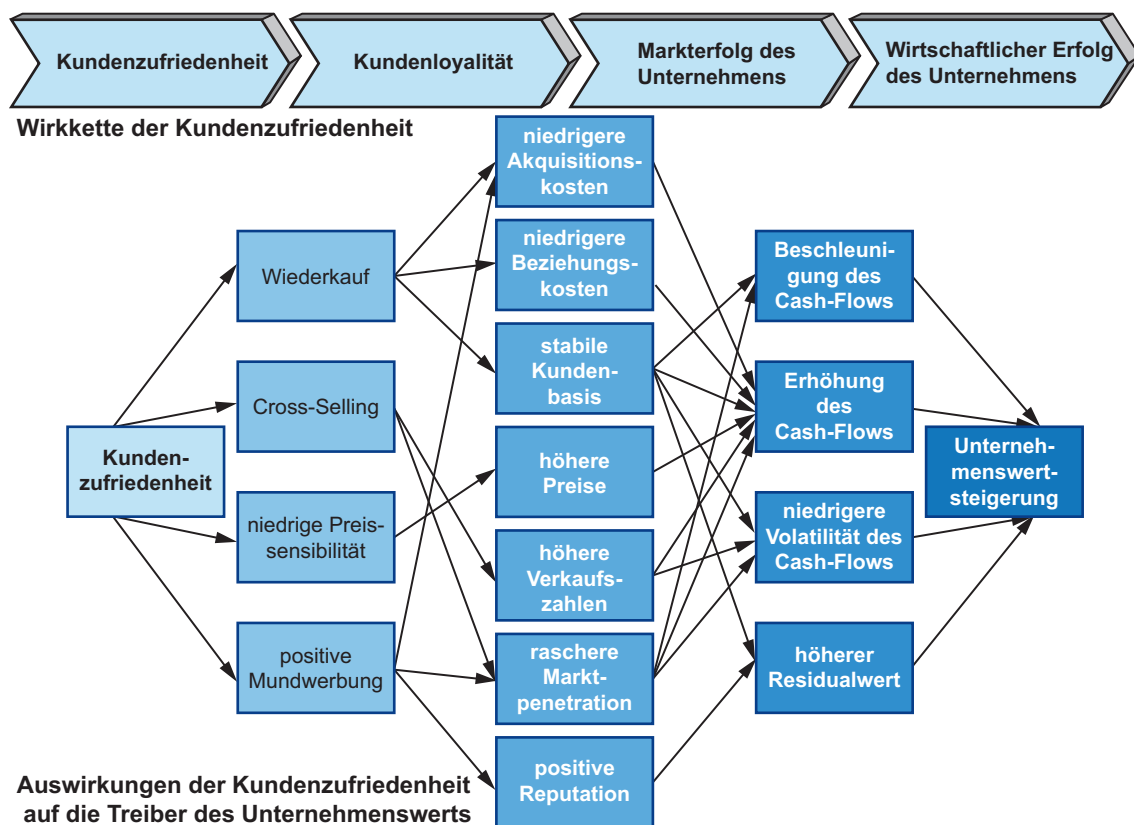 Kundenzufriedenheit
Kundenloyalität
Markterfolg des
Unternehmens
Wirtschaftlicher Erfolg
des Unternehmens
Wirkkette der Kundenzufriedenheit
Kunden-
zufriedenheit
Wiederkauf
Cross-Selling
niedrige Preis-
sensibilität
positive
Mundwerbung
niedrigere
Akquisitions-
kosten
niedrigere
Beziehungs-
kosten
stabile
Kunden-
basis
höhere
Preise
höhere
Verkaufs-
zahlen
raschere
Markt-
penetration
positive
Reputation
Beschleuni-
gung des
Cash-Flows
Erhöhung
des
Cash-Flows
niedrigere
Volatilität des
Cash-Flows
höherer
Residualwert
Unterneh-
menswert-
steigerung
Auswirkungen der Kundenzufriedenheit
auf die Treiber des Unternehmenswerts